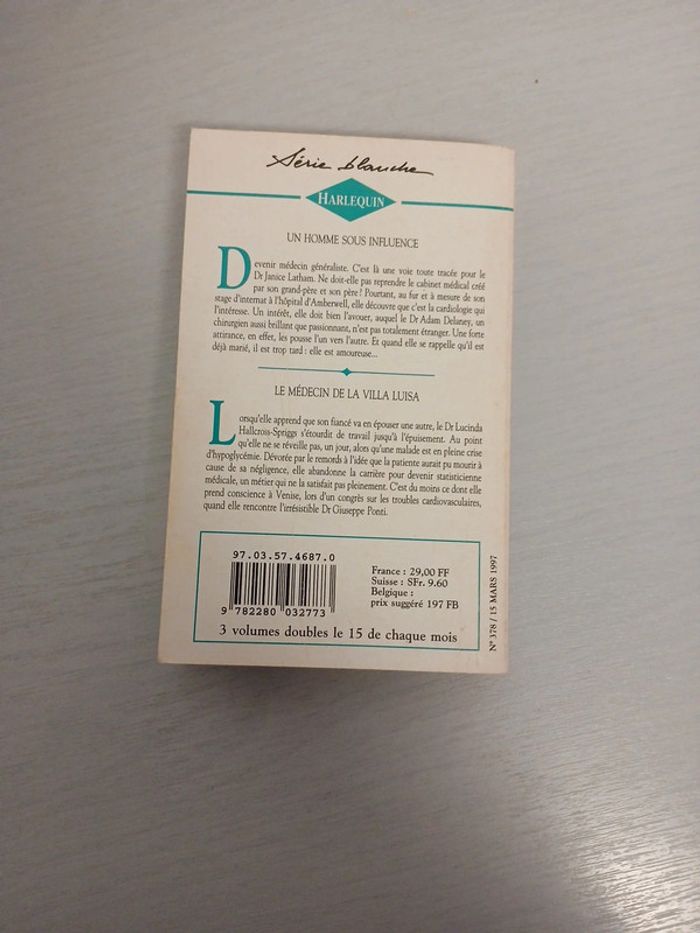 Série blanche
HARLEQUIN
UN HOMME SOUS INFLUENCE
Devenir médecin généraliste. C'est là une voie toute tracée pour le
Dr Janice Latham. Ne doit-elle pas reprendre le cabinet médical créé
par son grand-père et son père ? Pourtant, au fur et à mesure de son
stage d'internat à l'hôpital d'Amberwell, elle découvre que c'est la cardiologie qui
l'intéresse. Un intérêt, elle doit bien l'avouer, auquel le Dr Adam Delaney, un
chirurgien aussi brillant que passionnant, n'est pas totalement étranger. Une forte
attirance, en effet, les pousse l'un vers l'autre. Et quand elle se rappelle qu'il est
déjà marié, il est trop tard : elle est amoureuse...
LE MÉDECIN DE LA VILLA LUISA
Lorsqu'elle apprend que son fiancé va en épouser une autre, le Dr Lucinda
Hallcross-Spriggs s'étourdit de travail jusqu'à l'épuisement. Au point
qu'elle ne se réveille pas, un jour, alors qu'une malade est en pleine crise
d'hypoglycémie. Dévorée par le remords à l'idée que la patiente aurait pu mourir à
cause de sa négligence, elle abandonne la carrière pour devenir statisticienne
médicale, un métier qui ne la satisfait pas pleinement. C'est du moins ce dont elle
prend conscience à Venise, lors d'un congrès sur les troubles cardiovasculaires,
quand elle rencontre l'irrésistible Dr Giuseppe Ponti.
97.03.57.4687.0
9 782280 032773
France : 29,00 FF
Suisse : SFr. 9.60
Belgique :
prix suggéré 197 FB
3 volumes doubles le 15 de chaque mois
N° 378 / 15 MARS 1997